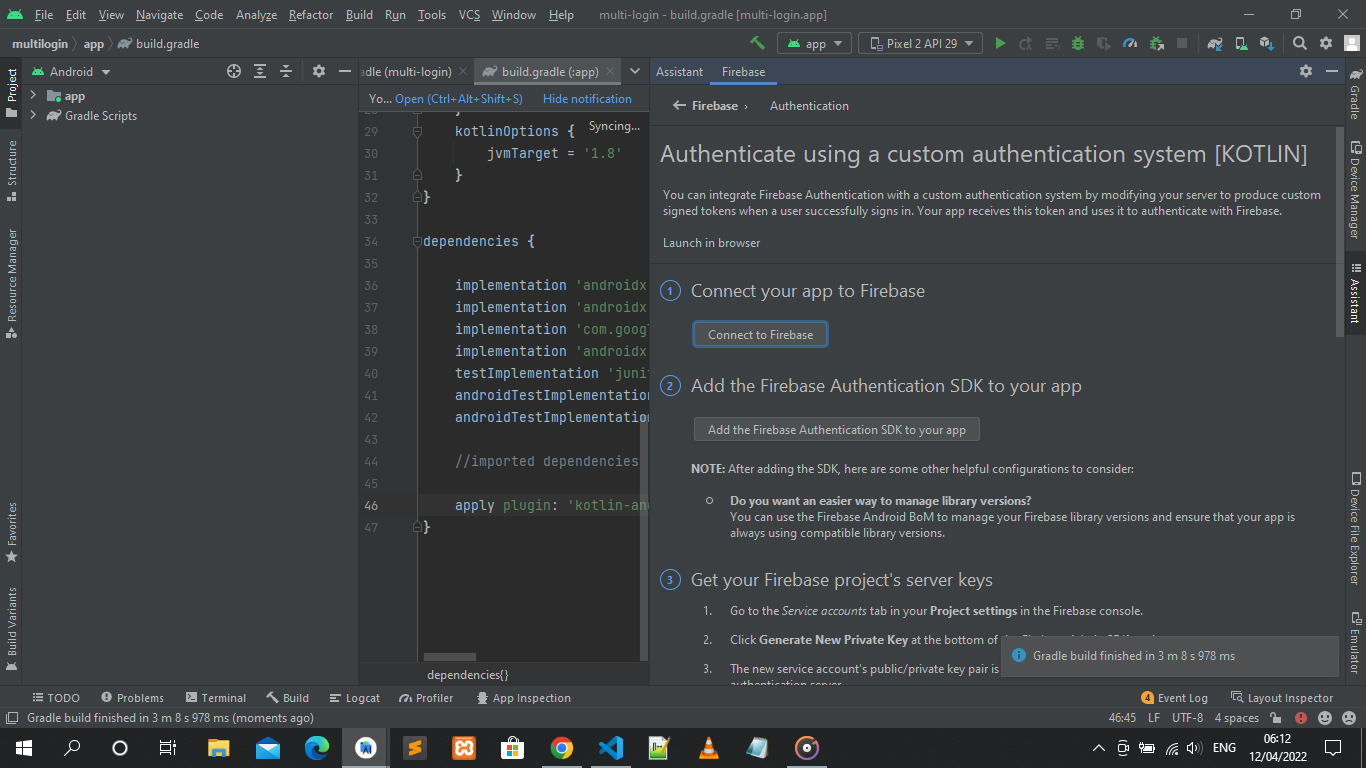 File Edit View Navigate Code Analyze Refactor Build Run Tools VCS Window Help multi-login - build.gradle [multi-login.app]
multilogin app build.gradle app Pixel 2 API 29
Android
app
Gradle Scripts
Project
Structure
Resource Manager
Favorites
Build Variants
dle (multi-login) build.gradle (:app)
Yo... Open (Ctrl+Alt+Shift+S) Hide notification
Syncing...
29 kotlinOptions {
30 jvmTarget = '1.8'
31 }
32 }
33
34 dependencies {
35
36 implementation 'androidx
37 implementation 'androidx
38 implementation 'com.googl
39 implementation 'androidx
40 testImplementation 'juni
41 androidTestImplementation
42 androidTestImplementation
43
44 //imported dependencies
45
46 apply plugin: 'kotlin-an
47 }
dependencies{}
Assistant Firebase
Firebase › Authentication
Authenticate using a custom authentication system [KOTLIN]
You can integrate Firebase Authentication with a custom authentication system by modifying your server to produce custom
signed tokens when a user successfully signs in. Your app receives this token and uses it to authenticate with Firebase.
Launch in browser
1 Connect your app to Firebase
Connect to Firebase
2 Add the Firebase Authentication SDK to your app
Add the Firebase Authentication SDK to your app
NOTE: After adding the SDK, here are some other helpful configurations to consider:
Do you want an easier way to manage library versions?
You can use the Firebase Android BoM to manage your Firebase library versions and ensure that your app is
always using compatible library versions.
3 Get your Firebase project's server keys
1. Go to the Service accounts tab in your Project settings in the Firebase console.
2. Click Generate New Private Key at the bottom of
3. The new service account's public/private key pair is
Gradle build finished in 3 m 8 s 978 ms
Gradle
Device Manager
Assistant
Device File Explorer
Emulator
TODO Problems Terminal Build Logcat Profiler App Inspection 4 Event Log Layout Inspector
Gradle build finished in 3 m 8 s 978 ms (moments ago) 46:45 LF UTF-8 4 spaces
ENG
06:12
12/04/2022